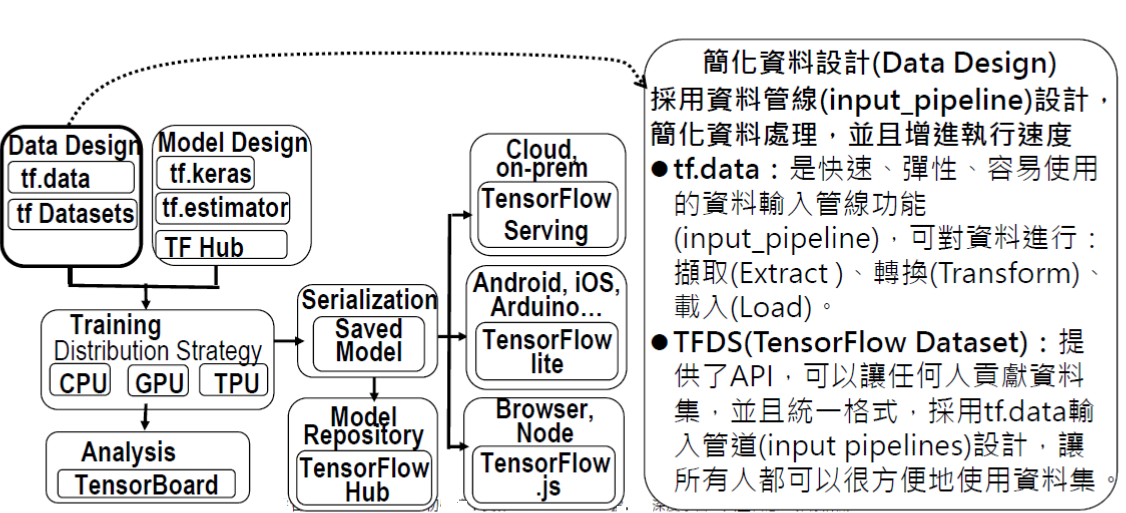 Data Design
tf.data
tf Datasets
Model Design
tf.keras
tf.estimator
TF Hub
Training
Distribution Strategy
CPU
GPU
TPU
Analysis
TensorBoard
Serialization
Saved
Model
Model
Repository
TensorFlow
Hub
Cloud,
on-prem
TensorFlow
Serving
Android, iOS,
Arduino...
TensorFlow
lite
Browser,
Node
TensorFlow
.js
簡化資料設計(Data Design)
採用資料管線(input_pipeline)設計，
簡化資料處理，並且增進執行速度
●tf.data：是快速、彈性、容易使用
的資料輸入管線功能
(input_pipeline)，可對資料進行：
擷取(Extract )、轉換(Transform)、
載入(Load)。
●TFDS(TensorFlow Dataset)：提
供了API，可以讓任何人貢獻資料
集，並且統一格式，採用tf.data輸
入管道(input pipelines)設計，讓
所有人都可以很方便地使用資料集。